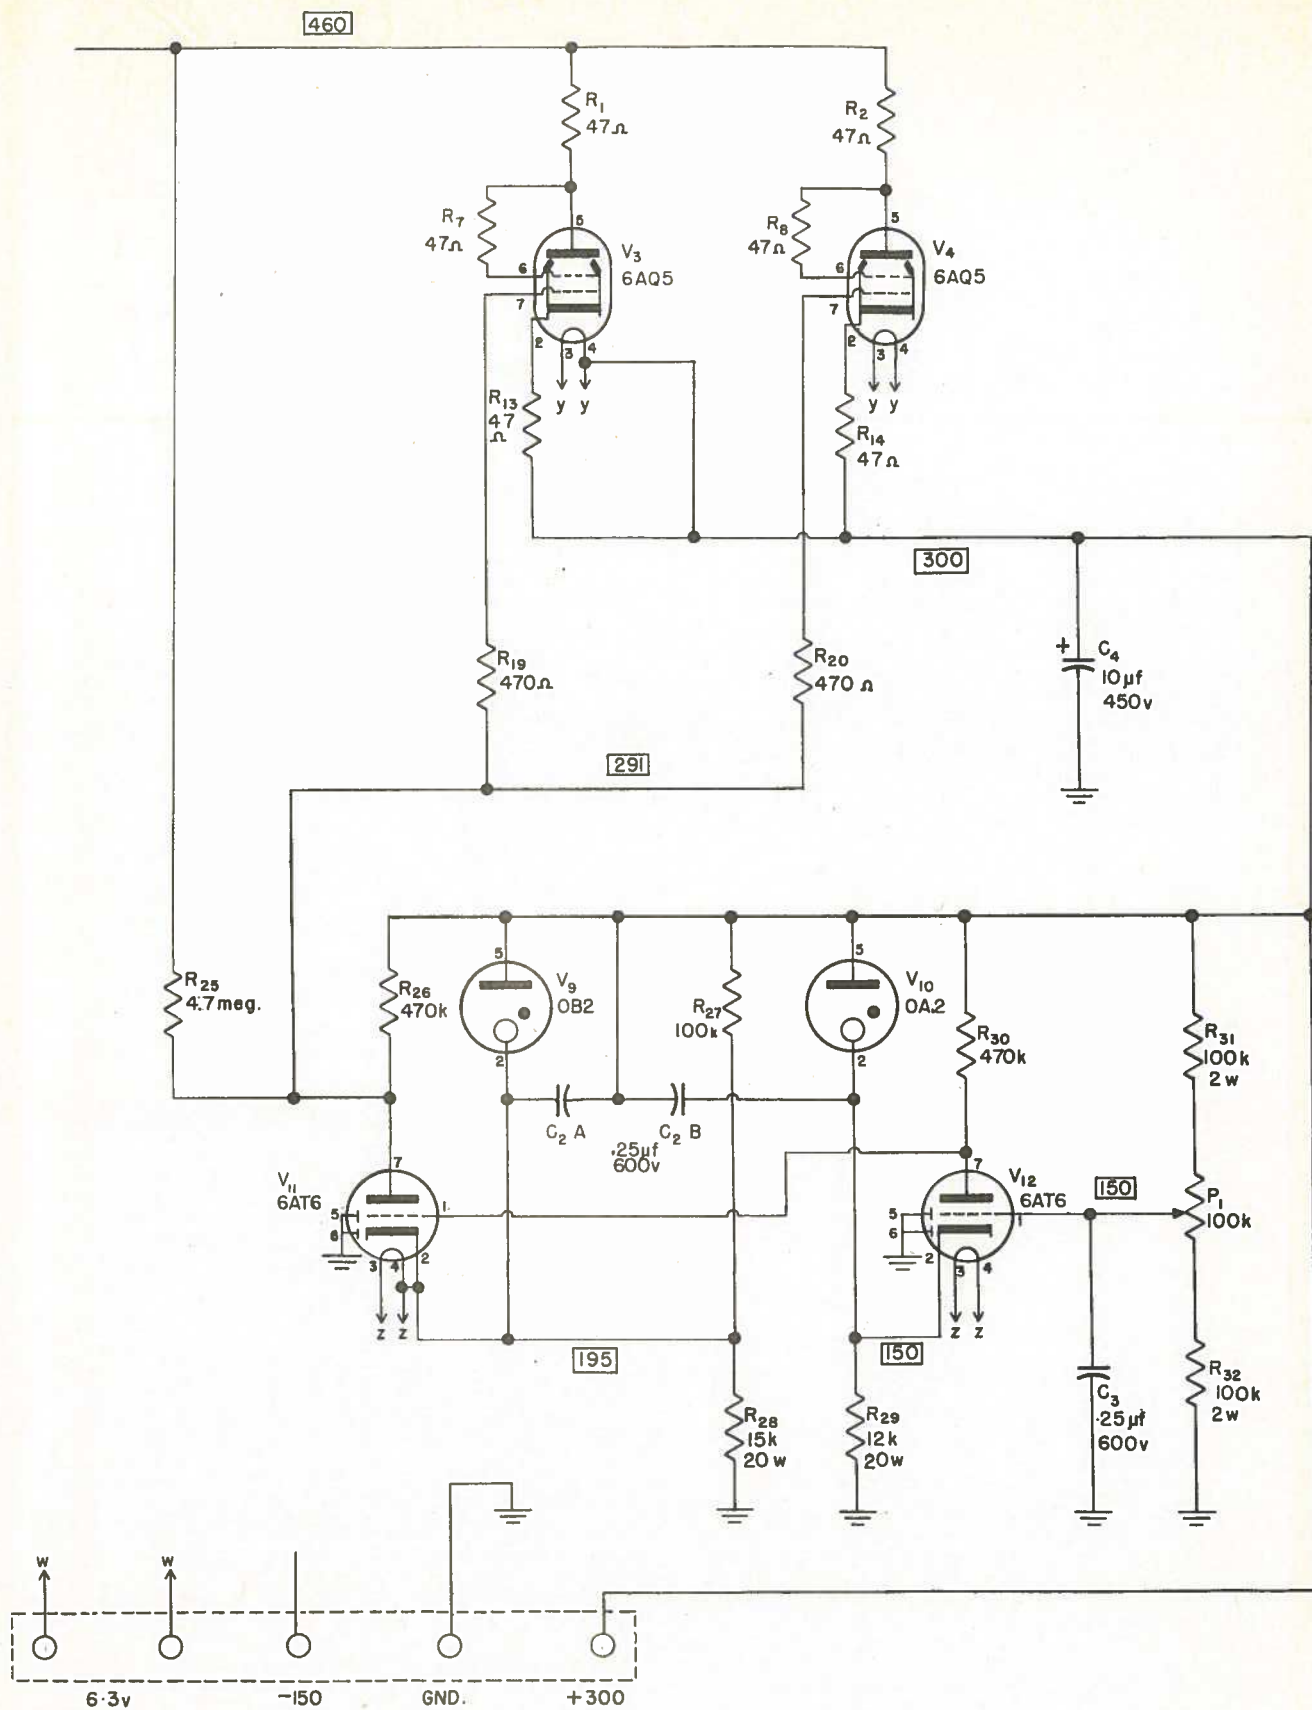 460
R1
47Ω
R2
47Ω
R7
47Ω
5
6
7
2
3
4
V3
6AQ5
R8
47Ω
5
6
7
2
3
4
V4
6AQ5
y y
y y
R13
47
Ω
R14
47Ω
300
R19
470Ω
R20
470 Ω
C4
+
10µf
450v
291
R25
4.7meg.
R26
470k
5
V9
OB2
2
R27
100k
5
V10
OA2
2
R30
470k
R31
100k
2w
C2 A
C2 B
.25µf
600v
V11
6AT6
7
5
6
1
3
4
2
z z
V12
6AT6
7
5
6
1
2
3
4
z z
150
P1
100k
195
150
R28
15k
20w
R29
12k
20w
C3
.25µf
600v
R32
100k
2w
w
w
6.3v
-150
GND.
+300